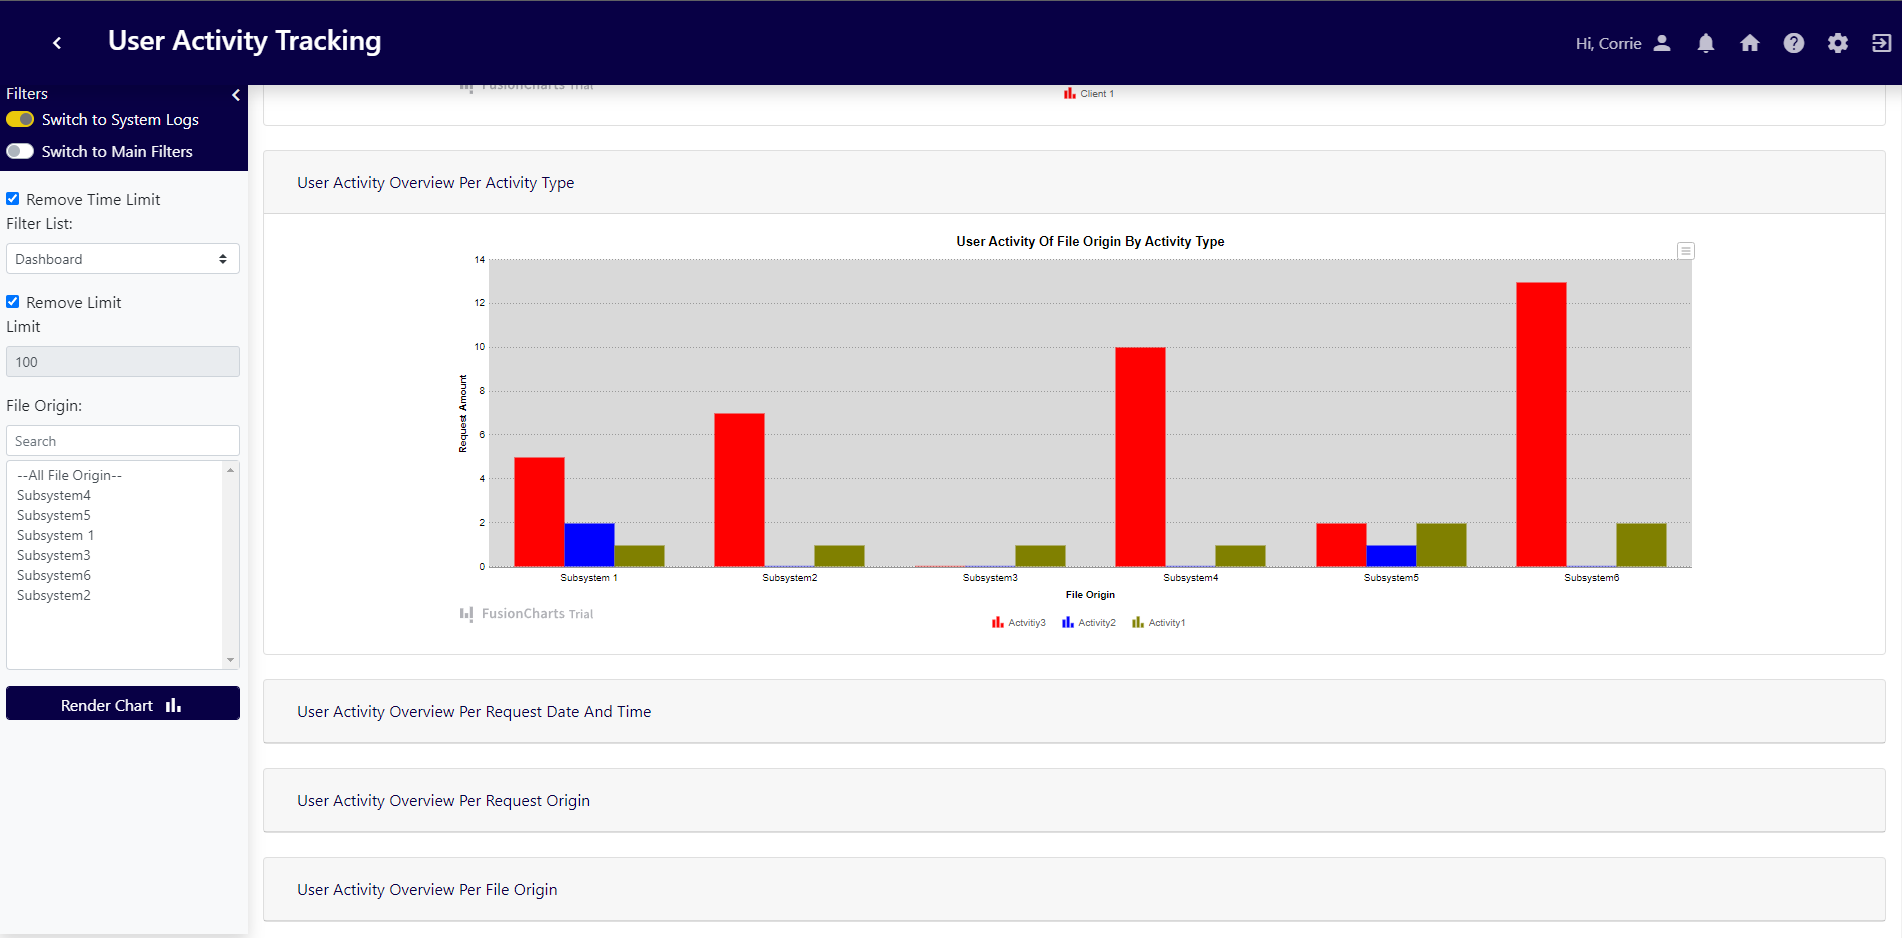 User Activity Tracking
Hi, Corrie
Filters
Switch to System Logs
Switch to Main Filters
Remove Time Limit
Filter List:
Dashboard
Remove Limit
Limit
100
File Origin:
Search
--All File Origin--
Subsystem4
Subsystem5
Subsystem 1
Subsystem3
Subsystem6
Subsystem2
Render Chart
FusionCharts Trial
Client 1
User Activity Overview Per Activity Type
User Activity Of File Origin By Activity Type
Request Amount
14
12
10
8
6
4
2
0
Subsystem 1 Subsystem2 Subsystem3 Subsystem4 Subsystem5 Subsystem6
File Origin
FusionCharts Trial
Actvitiy3 Activity2 Activity1
User Activity Overview Per Request Date And Time
User Activity Overview Per Request Origin
User Activity Overview Per File Origin